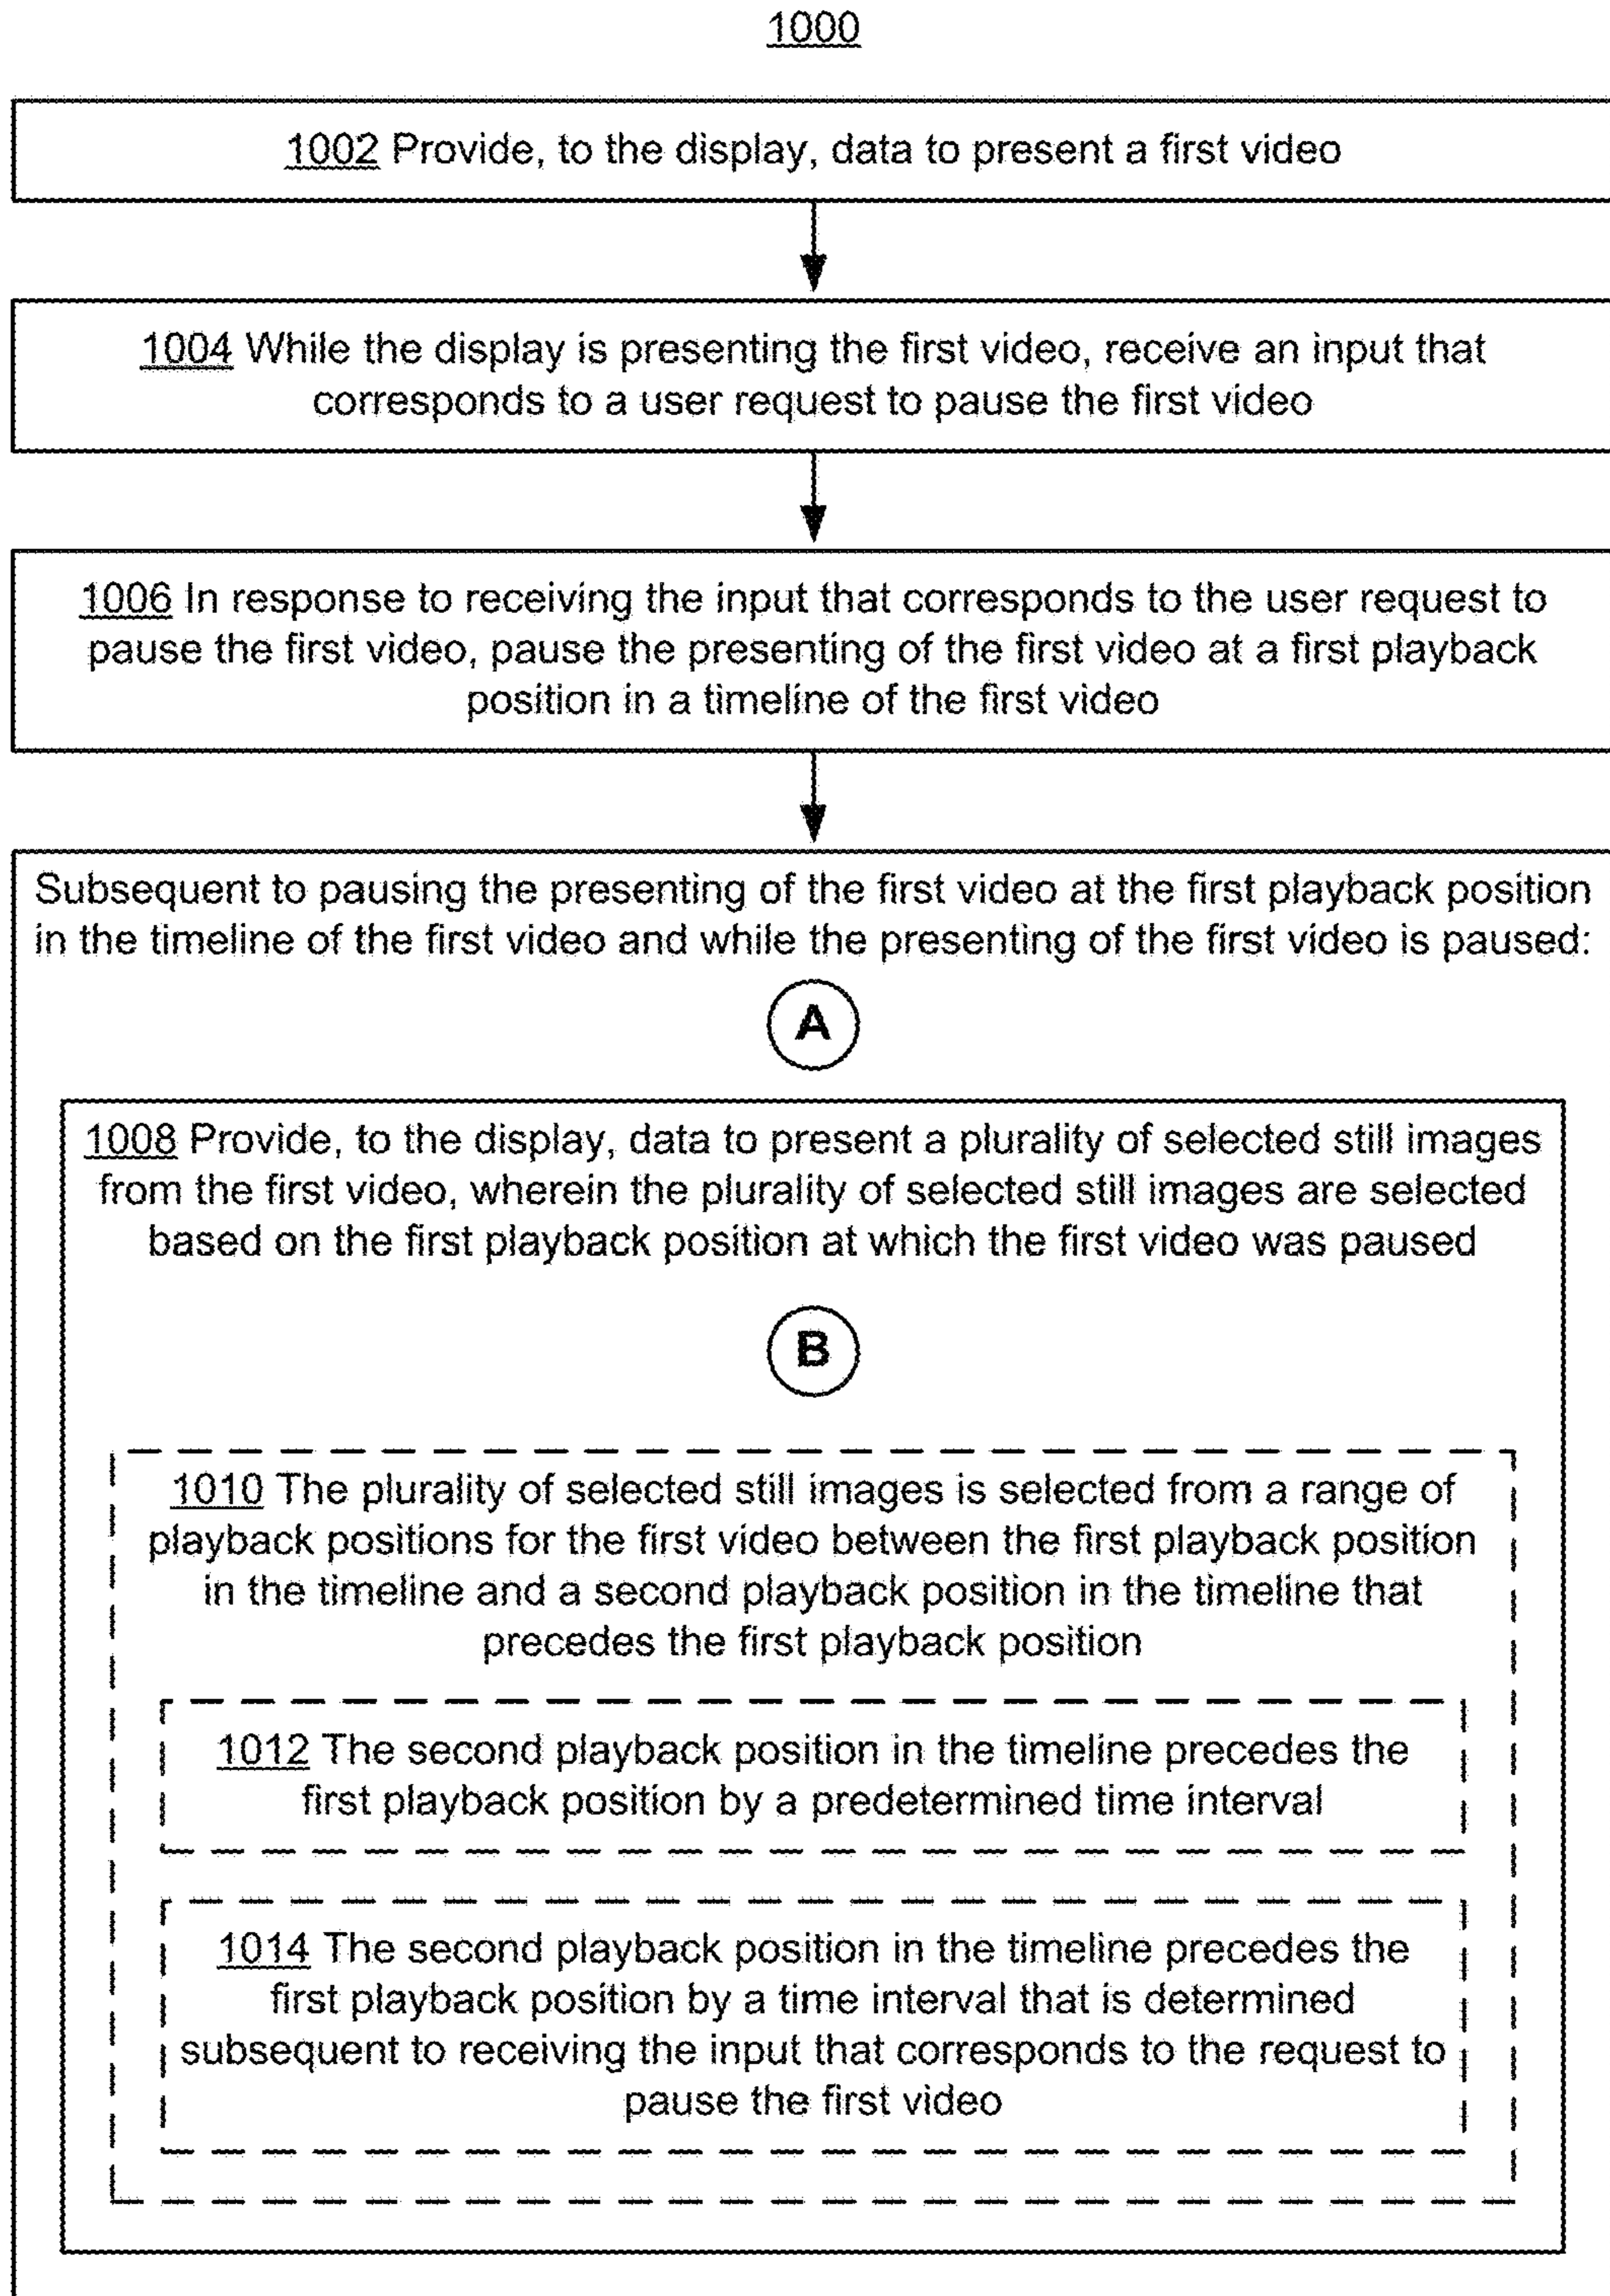 1000
1002 Provide, to the display, data to present a first video
1004 While the display is presenting the first video, receive an input that
corresponds to a user request to pause the first video
1006 In response to receiving the input that corresponds to the user request to
pause the first video, pause the presenting of the first video at a first playback
position in a timeline of the first video
Subsequent to pausing the presenting of the first video at the first playback position
in the timeline of the first video and while the presenting of the first video is paused:
A
1008 Provide, to the display, data to present a plurality of selected still images
from the first video, wherein the plurality of selected still images are selected
based on the first playback position at which the first video was paused
B
1010 The plurality of selected still images is selected from a range of
playback positions for the first video between the first playback position
in the timeline and a second playback position in the timeline that
precedes the first playback position
1012 The second playback position in the timeline precedes the
first playback position by a predetermined time interval
1014 The second playback position in the timeline precedes the
first playback position by a time interval that is determined
subsequent to receiving the input that corresponds to the request to
pause the first video